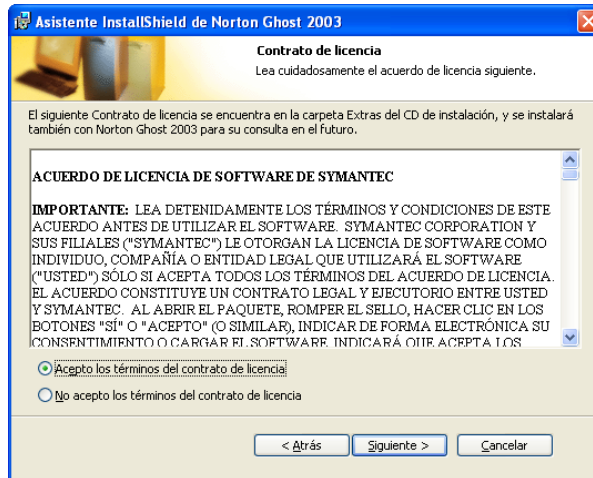 Asistente InstallShield de Norton Ghost 2003
Contrato de licencia
Lea cuidadosamente el acuerdo de licencia siguiente.
El siguiente Contrato de licencia se encuentra en la carpeta Extras del CD de instalación, y se instalará
también con Norton Ghost 2003 para su consulta en el futuro.
ACUERDO DE LICENCIA DE SOFTWARE DE SYMANTEC
IMPORTANTE: LEA DETENIDAMENTE LOS TÉRMINOS Y CONDICIONES DE ESTE
ACUERDO ANTES DE UTILIZAR EL SOFTWARE. SYMANTEC CORPORATION Y
SUS FILIALES ("SYMANTEC") LE OTORGAN LA LICENCIA DE SOFTWARE COMO
INDIVIDUO, COMPAÑÍA O ENTIDAD LEGAL QUE UTILIZARÁ EL SOFTWARE
("USTED") SÓLO SI ACEPTA TODOS LOS TÉRMINOS DEL ACUERDO DE LICENCIA.
EL ACUERDO CONSTITUYE UN CONTRATO LEGAL Y EJECUTORIO ENTRE USTED
Y SYMANTEC. AL ABRIR EL PAQUETE, ROMPER EL SELLO, HACER CLIC EN LOS
BOTONES "SÍ" O "ACEPTO" (O SIMILAR), INDICAR DE FORMA ELECTRÓNICA SU
CONSENTIMIENTO O CARGAR EL SOFTWARE, INDICARÁ QUE ACEPTA LOS
Acepto los términos del contrato de licencia
No acepto los términos del contrato de licencia
< Atrás Siguiente > Cancelar